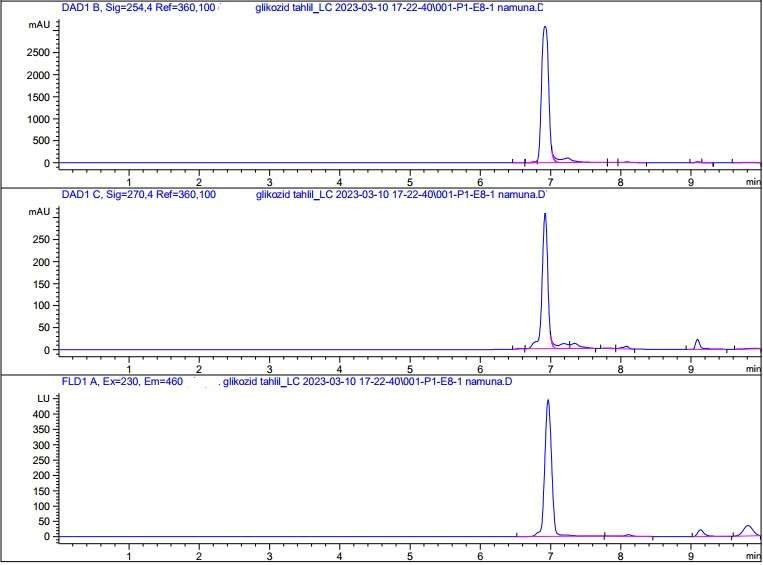 DAD1 B, Sig=254,4 Ref=360,100 glikozid tahlil_LC 2023-03-10 17-22-40\001-P1-E8-1 namuna.D
mAU
2500
2000
1500
1000
500
0
1 2 3 4 5 6 7 8 9 min
DAD1 C, Sig=270,4 Ref=360,100 glikozid tahlil_LC 2023-03-10 17-22-40\001-P1-E8-1 namuna.D
mAU
250
200
150
100
50
0
1 2 3 4 5 6 7 8 9 min
FLD1 A, Ex=230, Em=460 . glikozid tahlil_LC 2023-03-10 17-22-40\001-P1-E8-1 namuna.D
LU
400
350
300
250
200
150
100
50
0
1 2 3 4 5 6 7 8 9 min